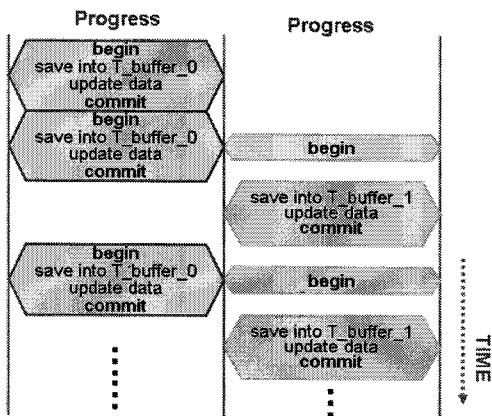 Progress
Progress
begin
save into T_buffer_0
update data
commit
begin
save into T_buffer_0
update data
commit
begin
save into T_buffer_1
update data
commit
begin
save into T_buffer_0
update data
commit
begin
save into T_buffer_1
update data
commit
TIME